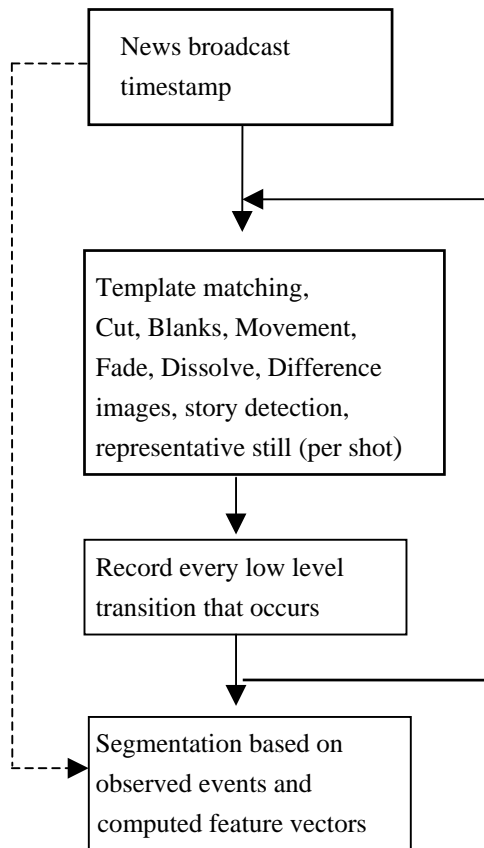 News broadcast
timestamp
Template matching,
Cut, Blanks, Movement,
Fade, Dissolve, Difference
images, story detection,
representative still (per shot)
Record every low level
transition that occurs
Segmentation based on
observed events and
computed feature vectors